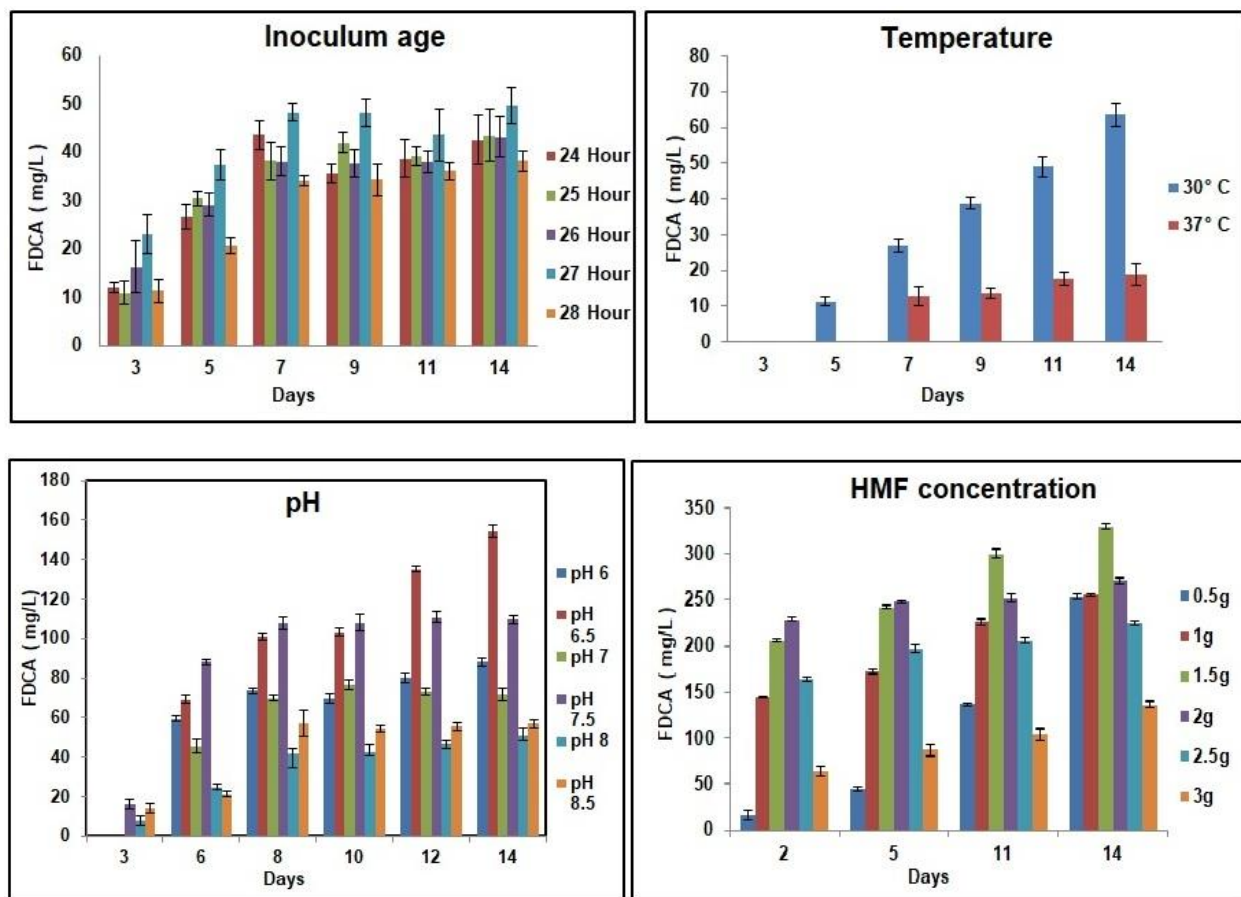 Inoculum age
60
50
40
30
20
10
0
FDCA ( mg/L)
3 5 7 9 11 14
Days
24 Hour
25 Hour
26 Hour
27 Hour
28 Hour
Temperature
80
70
60
50
40
30
20
10
0
FDCA ( mg/L)
3 5 7 9 11 14
Days
30° C
37° C
pH
180
160
140
120
100
80
60
40
20
0
FDCA ( mg/L)
3 6 8 10 12 14
Days
pH 6
pH
6.5
pH 7
pH
7.5
pH 8
pH
8.5
HMF concentration
350
300
250
200
150
100
50
0
FDCA ( mg/L)
2 5 11 14
Days
0.5g
1g
1.5g
2g
2.5g
3g